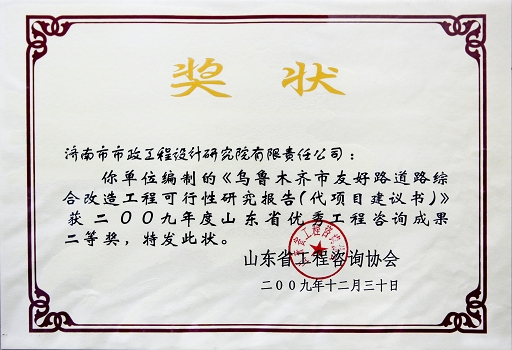 奖状
济南市市政工程设计研究院有限责任公司：
你单位编制的《乌鲁木齐市友好路道路综
合改造工程可行性研究报告(代项目建议书)》
获二00九年度山东省优秀工程咨询成果
二等奖，特发此状。
山东省工程咨询协会
二00九年十二月三十日